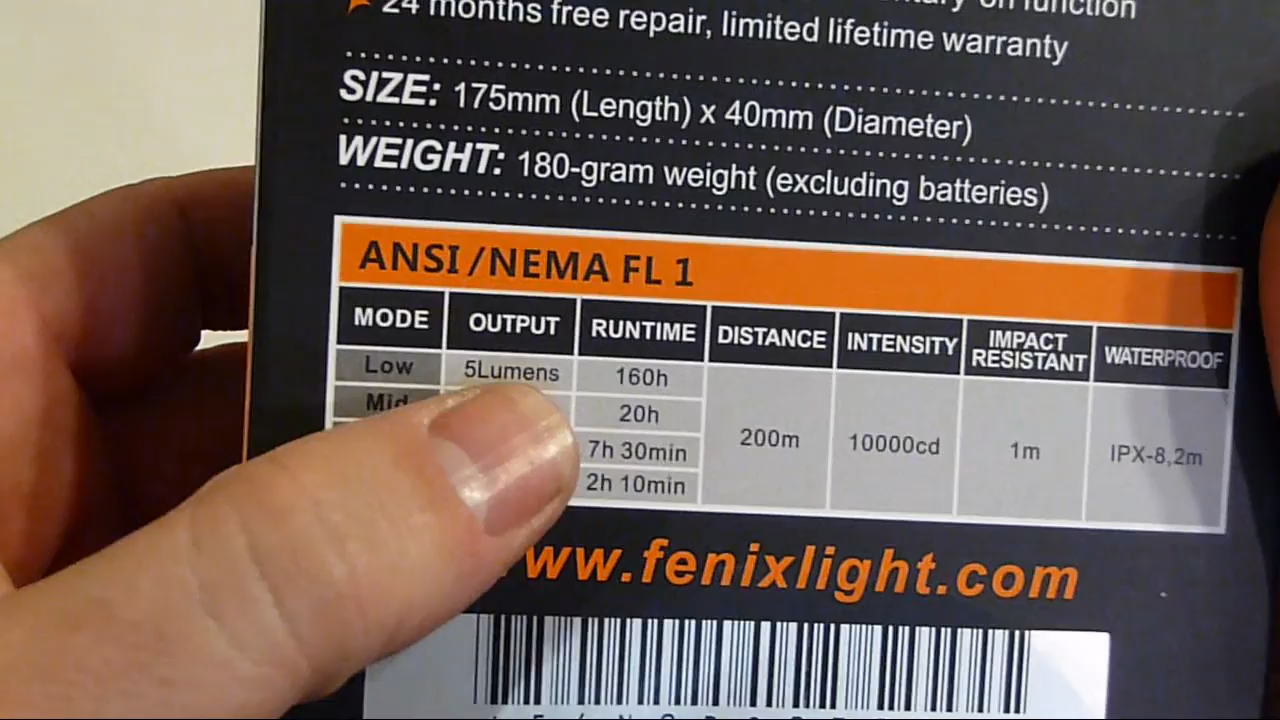 24 months free repair, limited lifetime warranty
SIZE: 175mm (Length) x 40mm (Diameter)
WEIGHT: 180-gram weight (excluding batteries)
ANSI/NEMA FL 1
MODE OUTPUT RUNTIME DISTANCE INTENSITY IMPACT RESISTANT WATERPROOF
Low 5Lumens 160h
Mid 20h
7h 30min 200m 10000cd 1m IPX-8,2m
2h 10min
ww.fenixlight.com